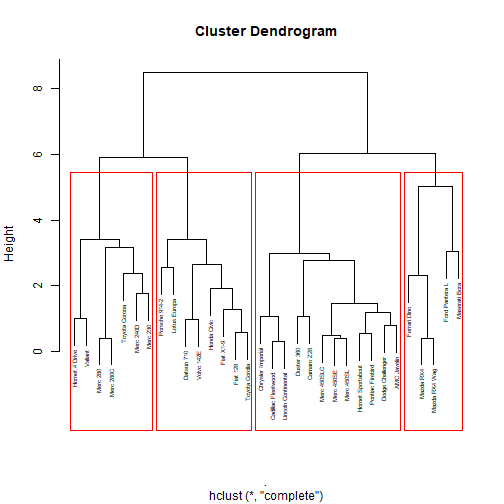 Cluster Dendrogram
Height
8
6
4
2
0
Hornet 4 Drive
Valiant
Merc 280
Merc 280C
Toyota Corona
Merc 240D
Merc 230
Porsche 914-2
Lotus Europa
Datsun 710
Volvo 142E
Honda Civic
Fiat X1-9
Fiat 128
Toyota Corolla
Chrysler Imperial
Cadillac Fleetwood
Lincoln Continental
Duster 360
Camaro Z28
Merc 450SLC
Merc 450SE
Merc 450SL
Hornet Sportabout
Pontiac Firebird
Dodge Challenger
AMC Javelin
Ferrari Dino
Mazda RX4
Mazda RX4 Wag
Ford Pantera L
Maserati Bora
.
hclust (*, "complete")